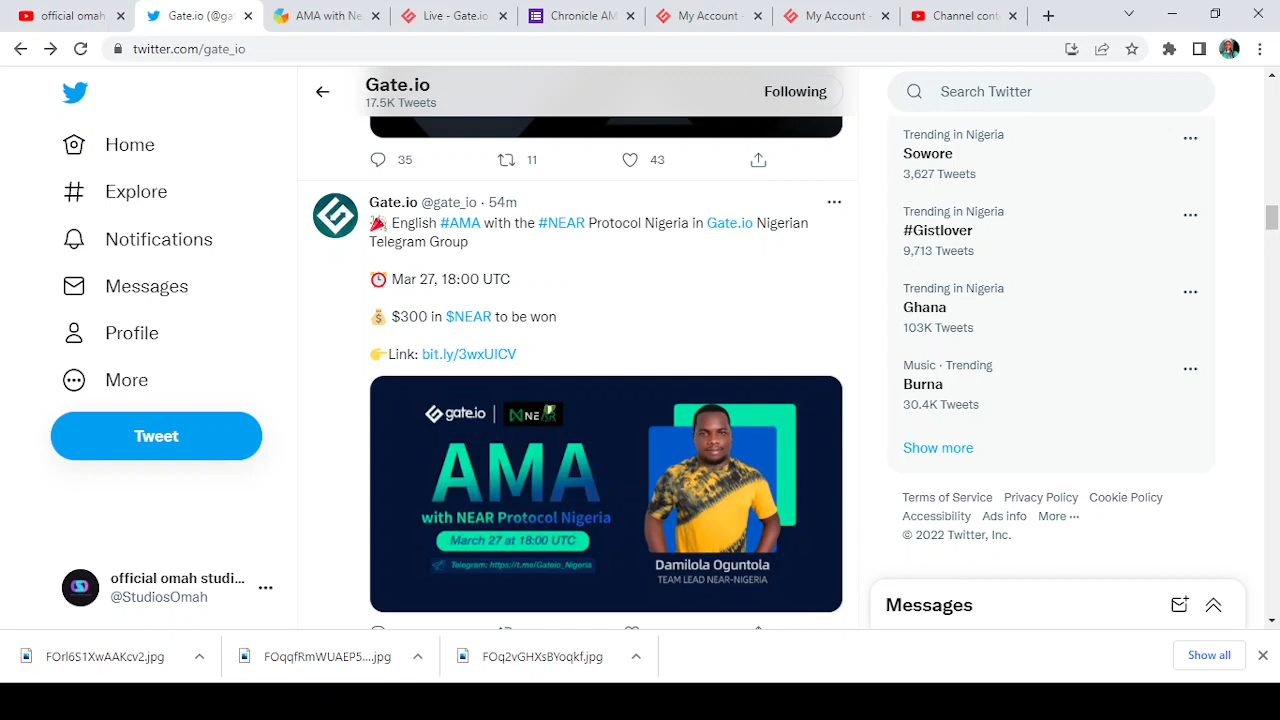 official omah
Gate.io (@gat
AMA with Ne
Live - Gate.io
Chronicle AM
My Account -
My Account -
Channel cont
twitter.com/gate_io
Home
Explore
Notifications
Messages
Profile
More
Tweet
official omah studi...
@StudiosOmah
Gate.io
17.5K Tweets
Following
35
11
43
Gate.io @gate_io · 54m
🎉 English #AMA with the #NEAR Protocol Nigeria in Gate.io Nigerian
Telegram Group
⏰ Mar 27, 18:00 UTC
💰 $300 in $NEAR to be won
👉Link: bit.ly/3wxUlCV
gate.io | NEAR
AMA
with NEAR Protocol Nigeria
March 27 at 18:00 UTC
Telegram: https://t.me/Gateio_Nigeria
Damilola Oguntola
TEAM LEAD NEAR-NIGERIA
Search Twitter
Trending in Nigeria
Sowore
3,627 Tweets
Trending in Nigeria
#Gistlover
9,713 Tweets
Trending in Nigeria
Ghana
103K Tweets
Music · Trending
Burna
30.4K Tweets
Show more
Terms of Service Privacy Policy Cookie Policy
Accessibility Ads info More ···
© 2022 Twitter, Inc.
Messages
FOrl6S1XwAAKcv2.jpg
FOqqfRmWUAEP5....jpg
FOq2vGHXsBYoqkf.jpg
Show all